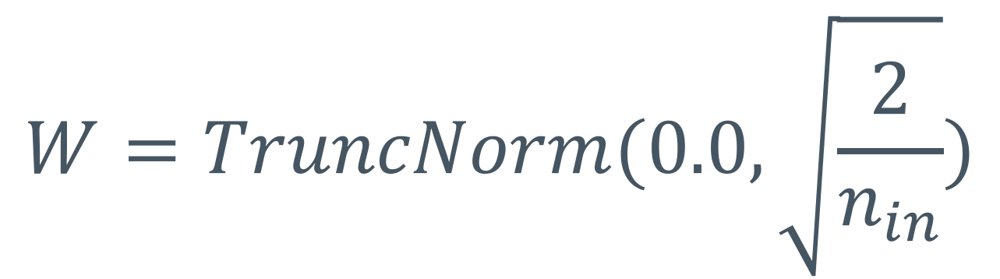 W = TruncNorm(0.0, √(2/n_in))